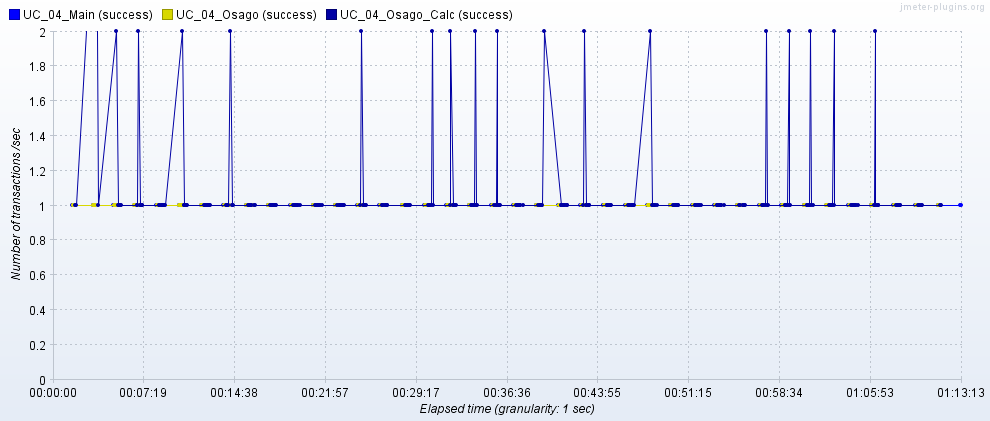 UC_04_Main (success) UC_04_Osago (success) UC_04_Osago_Calc (success)
jmeter-plugins.org
Number of transactions /sec
2
1.8
1.6
1.4
1.2
1
0.8
0.6
0.4
0.2
0
00:00:00 00:07:19 00:14:38 00:21:57 00:29:17 00:36:36 00:43:55 00:51:15 00:58:34 01:05:53 01:13:13
Elapsed time (granularity: 1 sec)